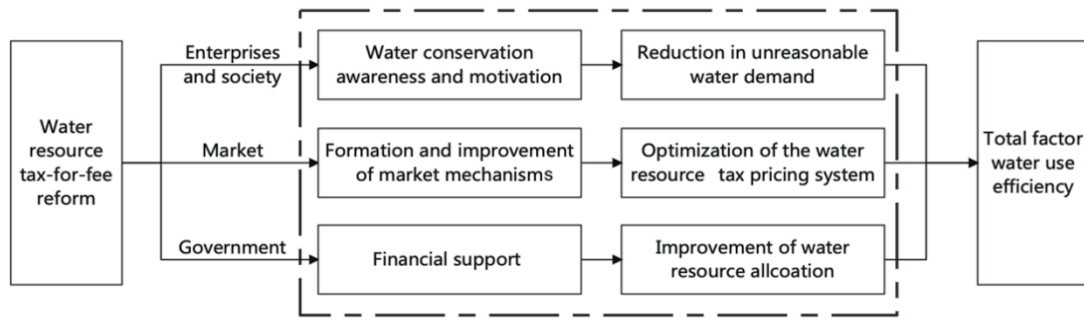 Water
resource
tax-for-fee
reform
Enterprises
and society
Market
Government
Water conservation
awareness and motivation
Reduction in unreasonable
water demand
Formation and improvement
of market mechanisms
Optimization of the water
resource tax pricing system
Financial support
Improvement of water
resource allcoation
Total factor
water use
efficiency